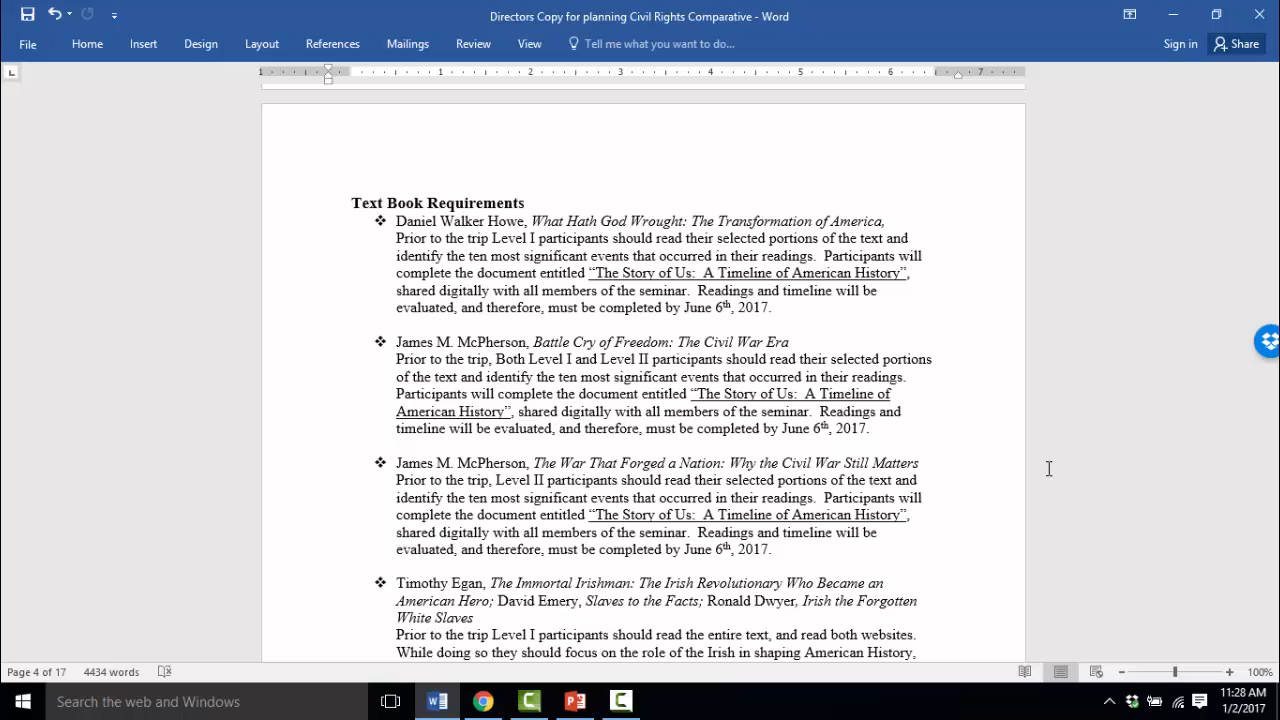 Directors Copy for planning Civil Rights Comparative - Word
File Home Insert Design Layout References Mailings Review View Tell me what you want to do... Sign in Share
1 1 2 3 4 5 6 7
Text Book Requirements
❖ Daniel Walker Howe, What Hath God Wrought: The Transformation of America,
Prior to the trip Level I participants should read their selected portions of the text and
identify the ten most significant events that occurred in their readings. Participants will
complete the document entitled “The Story of Us: A Timeline of American History”,
shared digitally with all members of the seminar. Readings and timeline will be
evaluated, and therefore, must be completed by June 6th, 2017.
❖ James M. McPherson, Battle Cry of Freedom: The Civil War Era
Prior to the trip, Both Level I and Level II participants should read their selected portions
of the text and identify the ten most significant events that occurred in their readings.
Participants will complete the document entitled “The Story of Us: A Timeline of
American History”, shared digitally with all members of the seminar. Readings and
timeline will be evaluated, and therefore, must be completed by June 6th, 2017.
❖ James M. McPherson, The War That Forged a Nation: Why the Civil War Still Matters
Prior to the trip, Level II participants should read their selected portions of the text and
identify the ten most significant events that occurred in their readings. Participants will
complete the document entitled “The Story of Us: A Timeline of American History”,
shared digitally with all members of the seminar. Readings and timeline will be
evaluated, and therefore, must be completed by June 6th, 2017.
❖ Timothy Egan, The Immortal Irishman: The Irish Revolutionary Who Became an
American Hero; David Emery, Slaves to the Facts; Ronald Dwyer, Irish the Forgotten
White Slaves
Prior to the trip Level I participants should read the entire text, and read both websites.
While doing so they should focus on the role of the Irish in shaping American History,
Page 4 of 17 4434 words 100%
Search the web and Windows
11:28 AM
1/2/2017